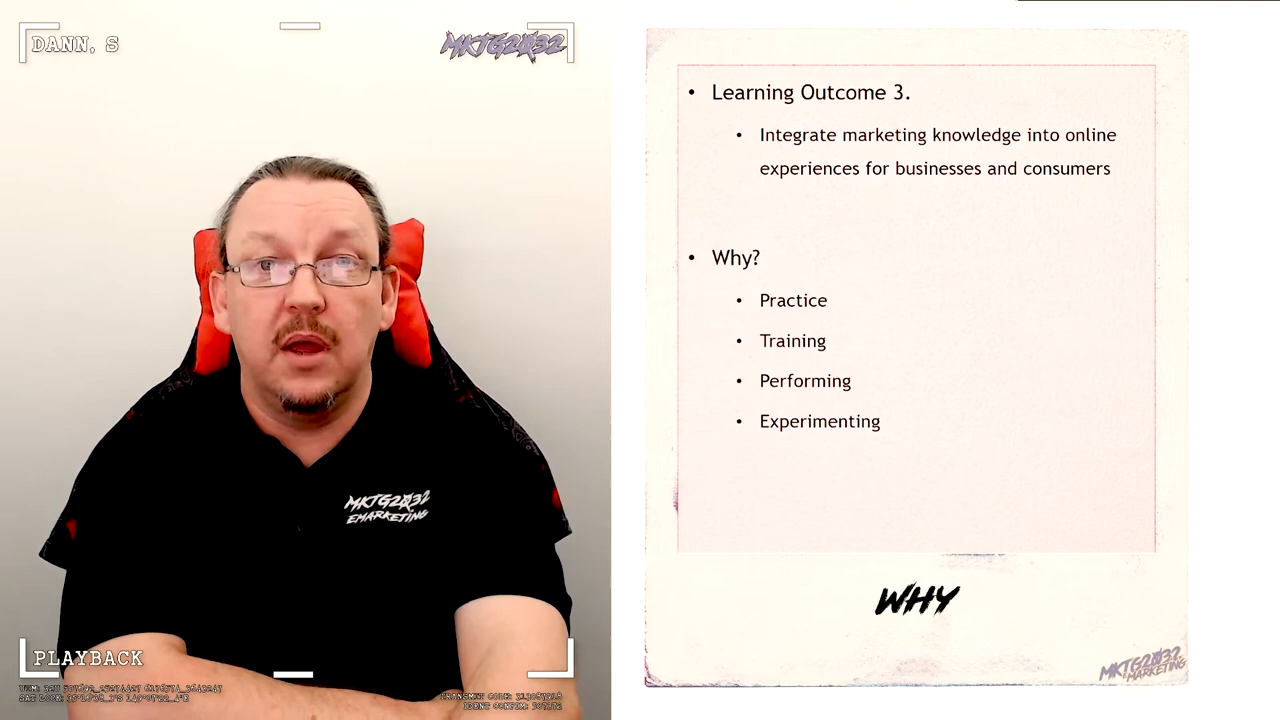 DANN, S
MKTG2032
MKTG2032
EMARKETING
PLAYBACK
• Learning Outcome 3.
• Integrate marketing knowledge into online
experiences for businesses and consumers
• Why?
• Practice
• Training
• Performing
• Experimenting
WHY
MKTG2032
EMARKETING